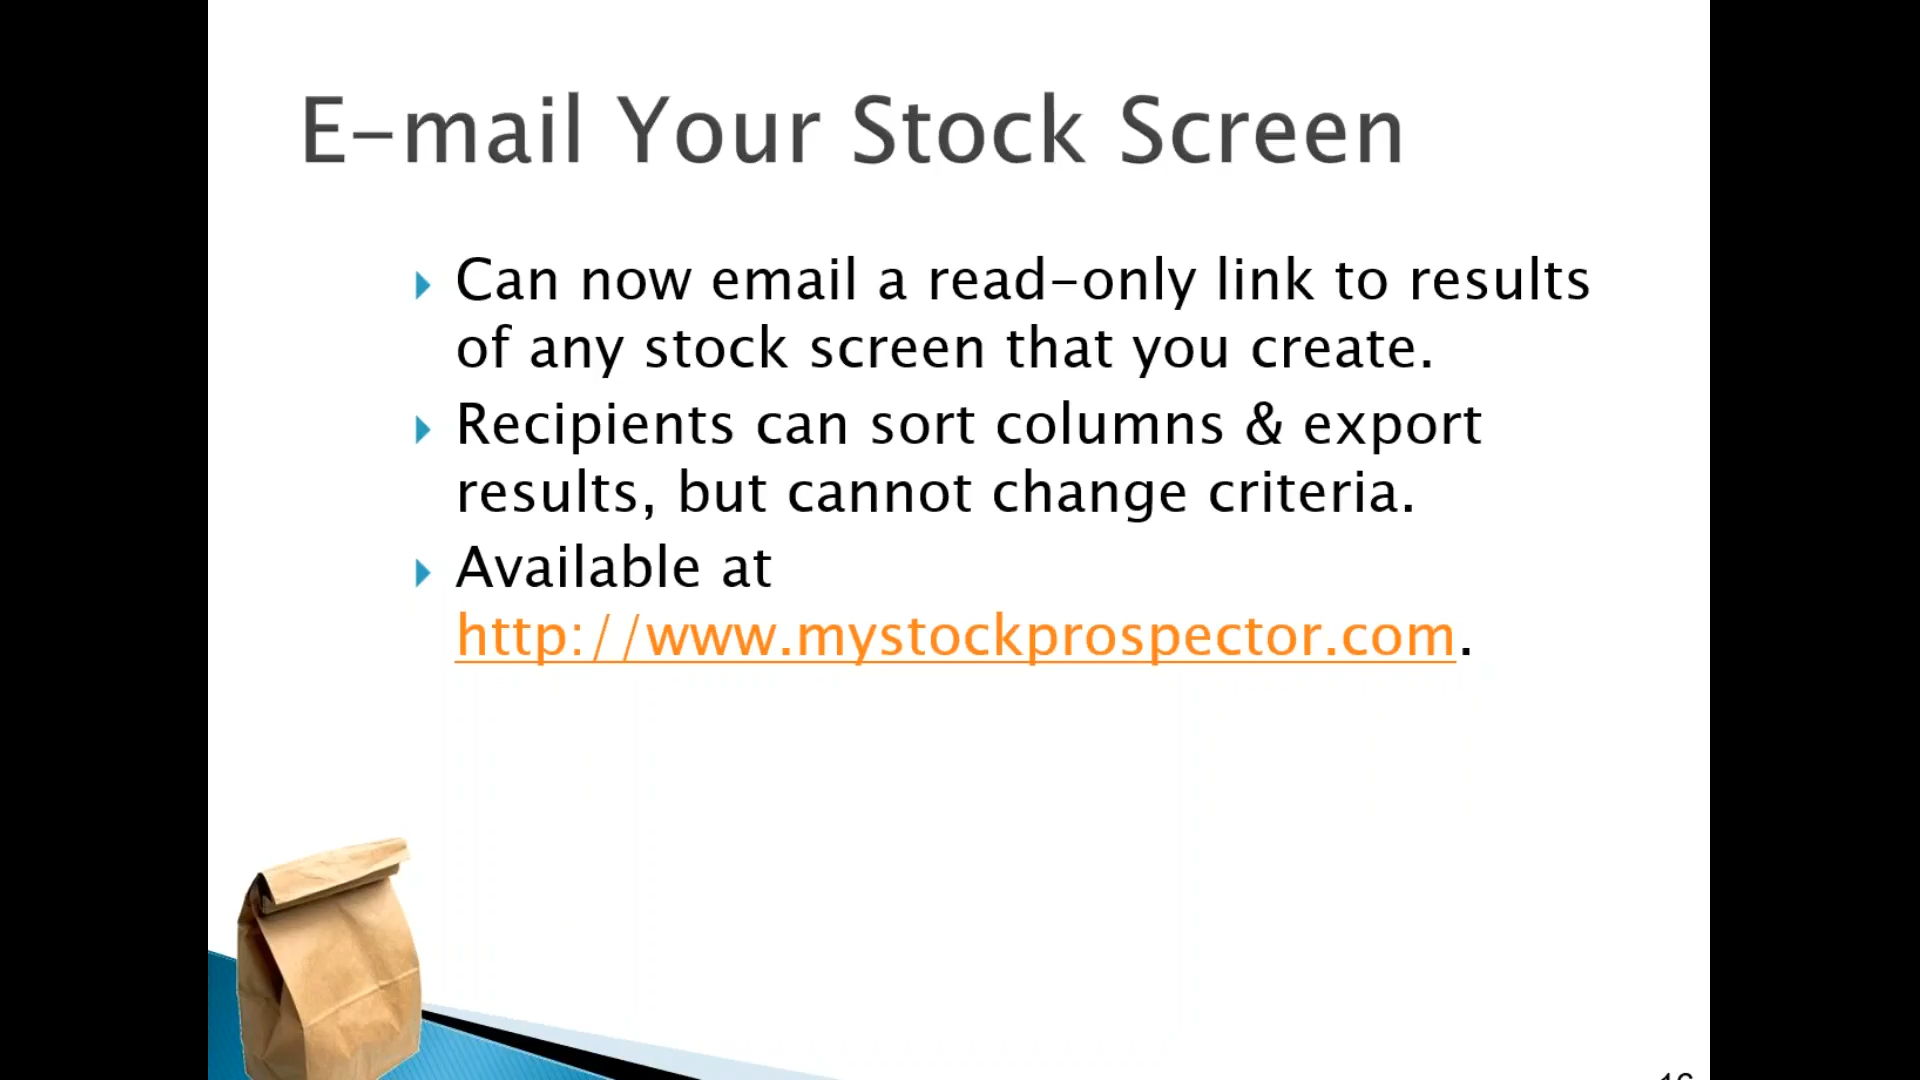 E-mail Your Stock Screen
Can now email a read-only link to results
of any stock screen that you create.
Recipients can sort columns & export
results, but cannot change criteria.
Available at
http://www.mystockprospector.com.